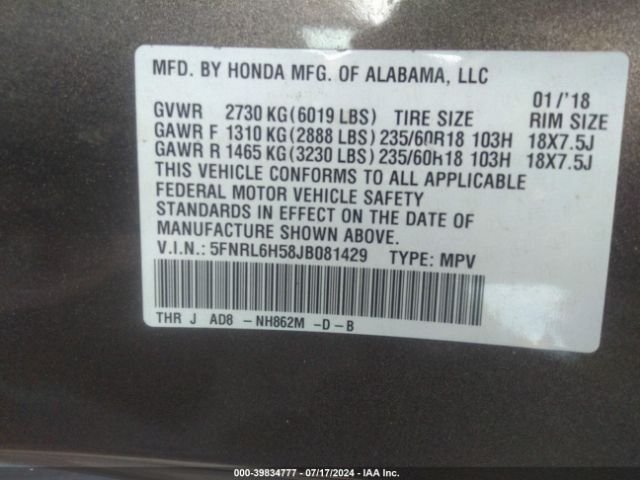 MFD. BY HONDA MFG. OF ALABAMA, LLC
01/'18
GVWR 2730 KG(6019 LBS) TIRE SIZE RIM SIZE
GAWR F 1310 KG(2888 LBS) 235/60R18 103H 18X7.5J
GAWR R 1465 KG(3230 LBS) 235/60R18 103H 18X7.5J
THIS VEHICLE CONFORMS TO ALL APPLICABLE
FEDERAL MOTOR VEHICLE SAFETY
STANDARDS IN EFFECT ON THE DATE OF
MANUFACTURE SHOWN ABOVE.
V.I.N.: 5FNRL6H58JB081429 TYPE: MPV
THR J AD8 - NH862M -D-B
000-39834777 - 07/17/2024 - IAA Inc.